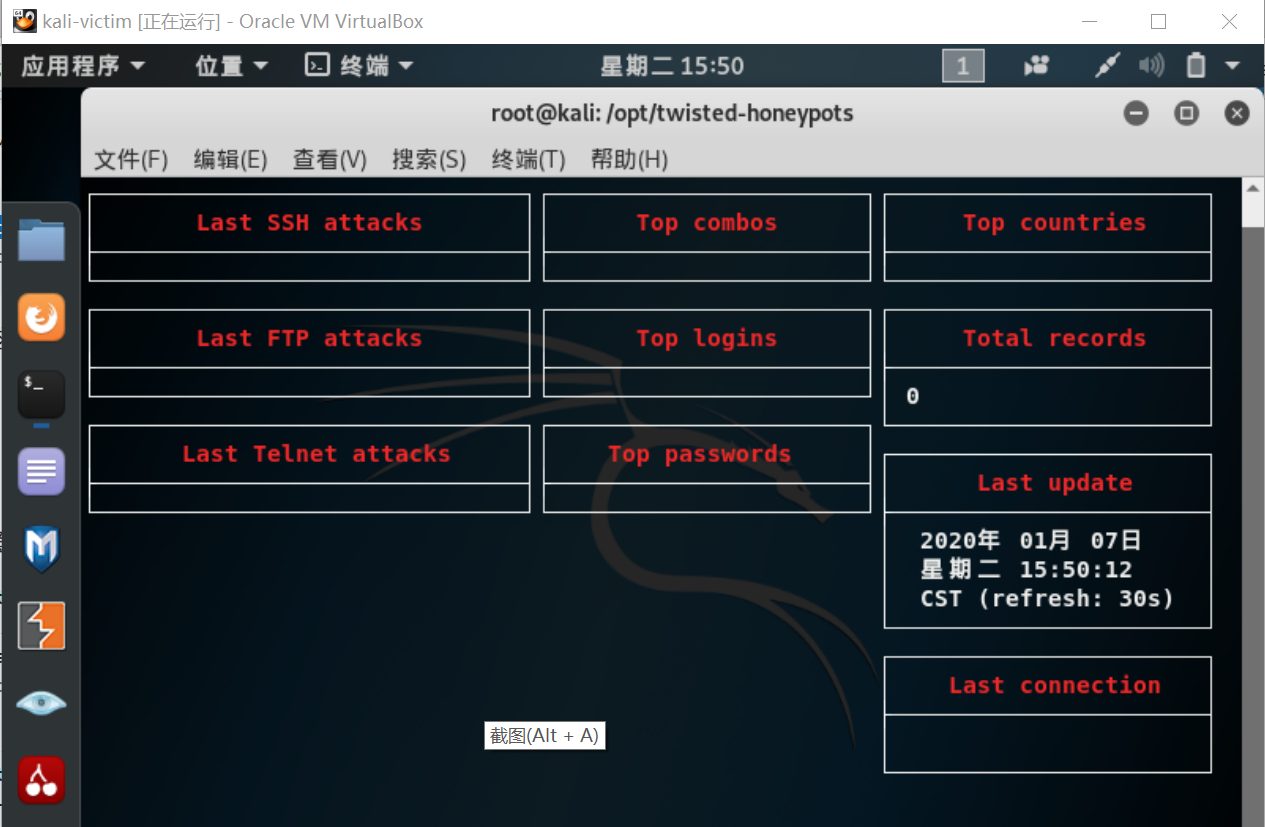 kali-victim [正在运行] - Oracle VM VirtualBox
应用程序 位置 终端 星期二 15:50 1
root@kali: /opt/twisted-honeypots
文件(F) 编辑(E) 查看(V) 搜索(S) 终端(T) 帮助(H)
Last SSH attacks
Top combos
Top countries
Last FTP attacks
Top logins
Total records
0
Last Telnet attacks
Top passwords
Last update
2020年 01月 07日
星期二 15:50:12
CST (refresh: 30s)
Last connection
截图(Alt + A)
$_